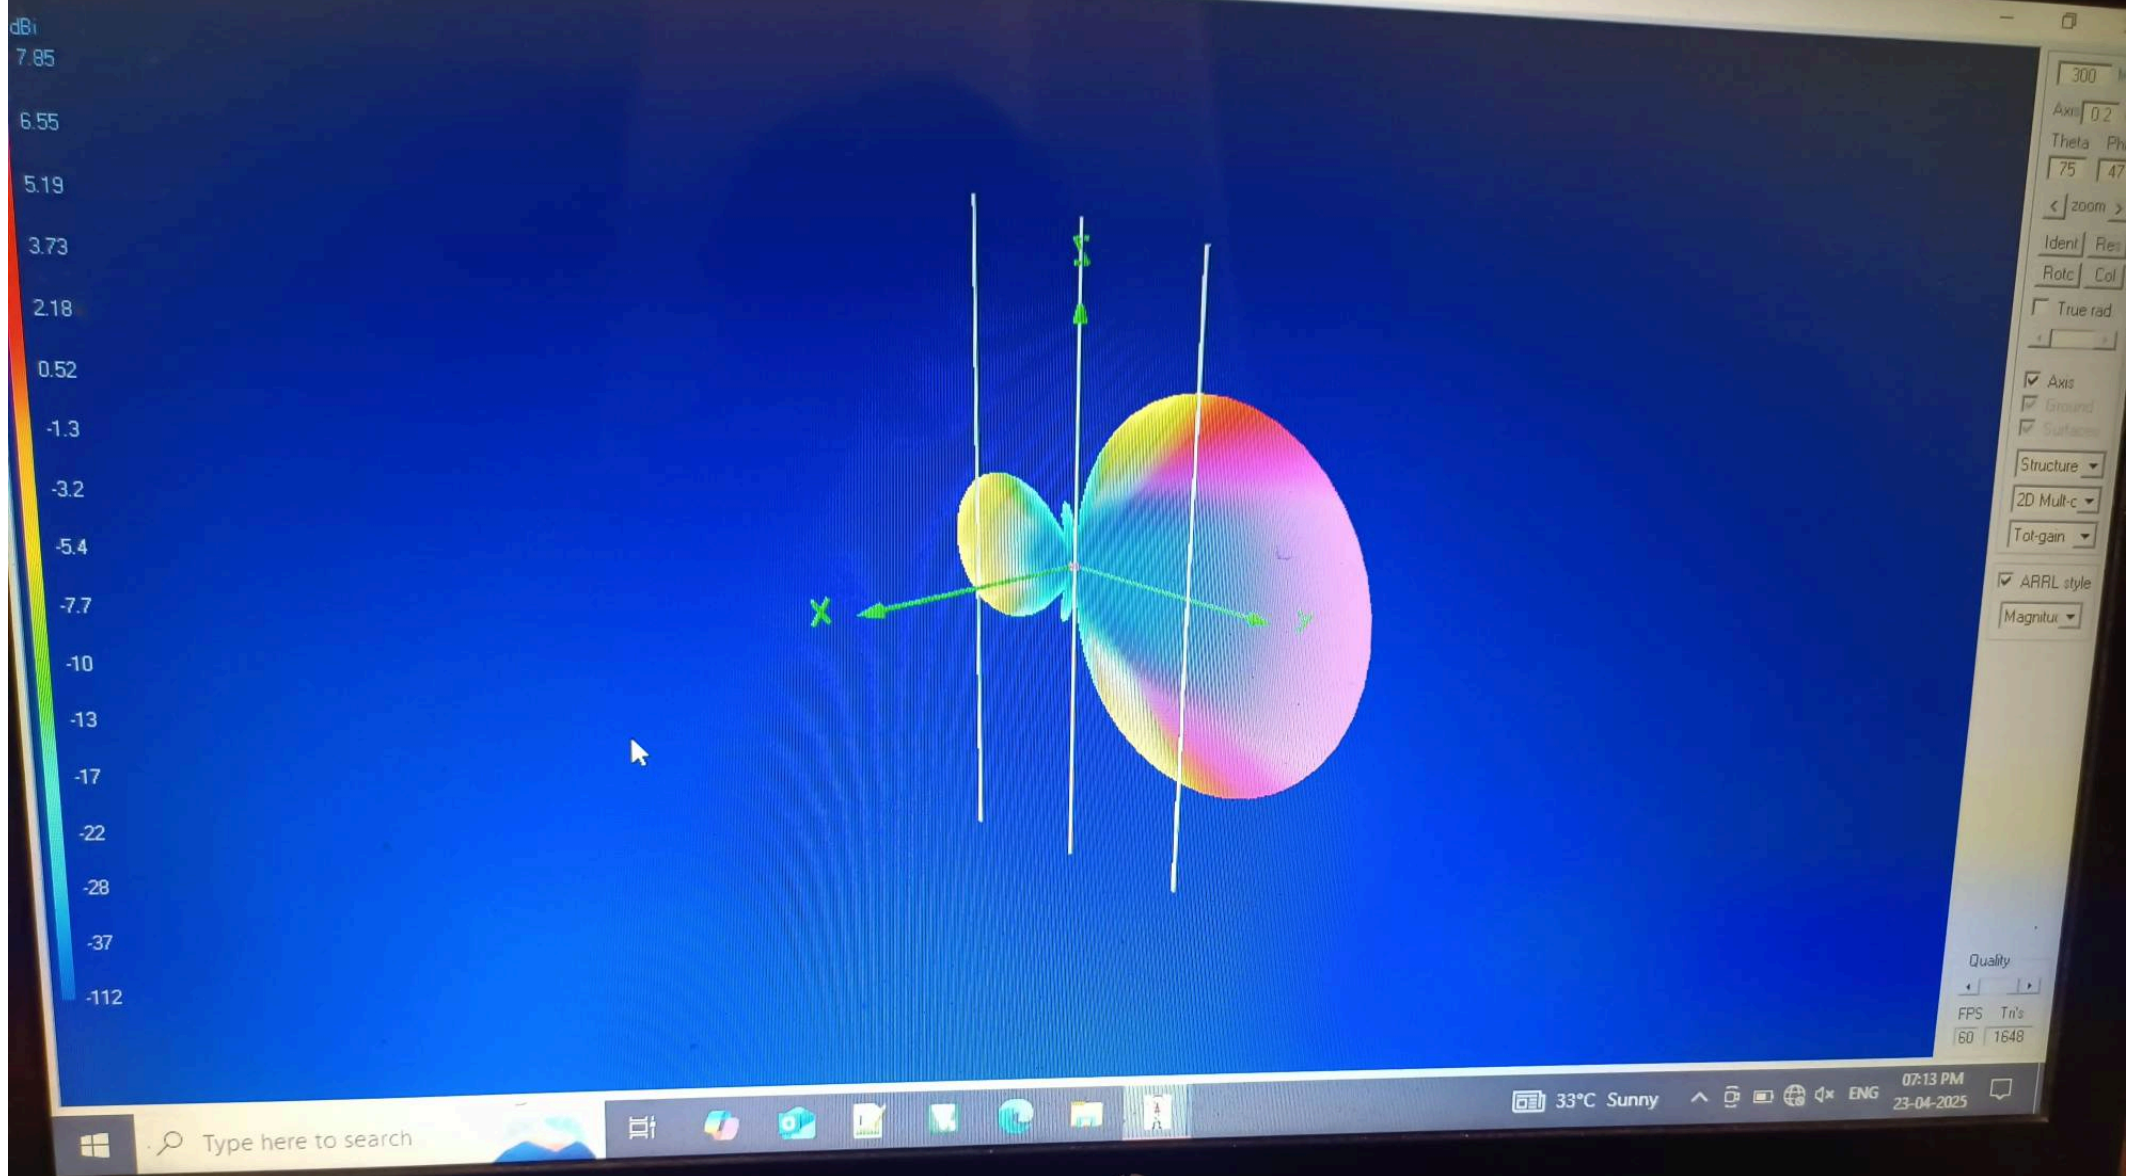 dBi
7.85
6.55
5.19
3.73
2.18
0.52
-1.3
-3.2
-5.4
-7.7
-10
-13
-17
-22
-28
-37
-112
Z
X
Y
300
Axis 0.2
Theta
75 47
< zoom >
Ident
Rotc Col
True rad.
Axis
Ground
Surfaces
Structure
2D Mult-c
Tot-gain
ARRL style
Magnitu
Quality
FPS Tri's
60 1648
Type here to search
33°C Sunny
ENG
07:13 PM
23-04-2025